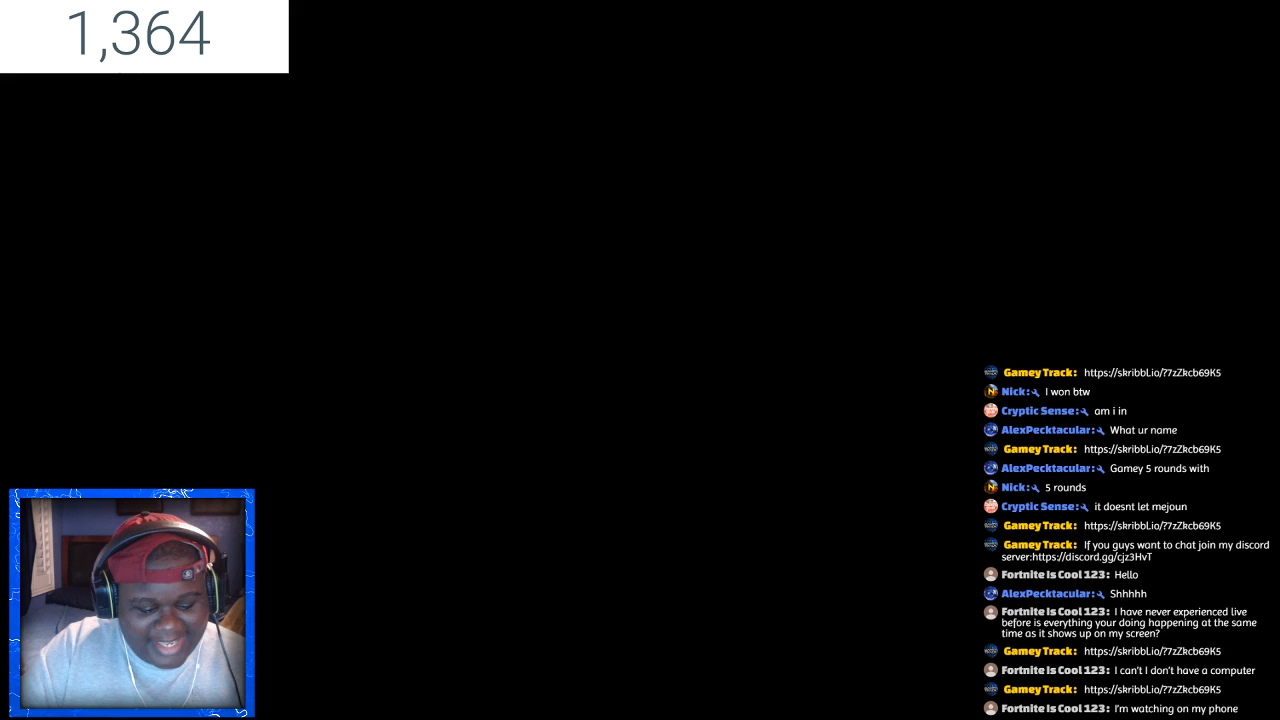 1,364
Gamey Track: https://skribbl.io/?7zZkcb69K5
Nick: I won btw
Cryptic Sense: am i in
AlexPecktacular: What ur name
Gamey Track: https://skribbl.io/?7zZkcb69K5
AlexPecktacular: Gamey 5 rounds with
Nick: 5 rounds
Cryptic Sense: it doesnt let mejoun
Gamey Track: https://skribbl.io/?7zZkcb69K5
Gamey Track: If you guys want to chat join my discord
server:https://discord.gg/cjz3HvT
Fortnite Is Cool 123: Hello
AlexPecktacular: Shhhhh
Fortnite Is Cool 123: I have never experienced live
before is everything your doing happening at the same
time as it shows up on my screen?
Gamey Track: https://skribbl.io/?7zZkcb69K5
Fortnite Is Cool 123: I can't I don't have a computer
Gamey Track: https://skribbl.io/?7zZkcb69K5
Fortnite Is Cool 123: I'm watching on my phone